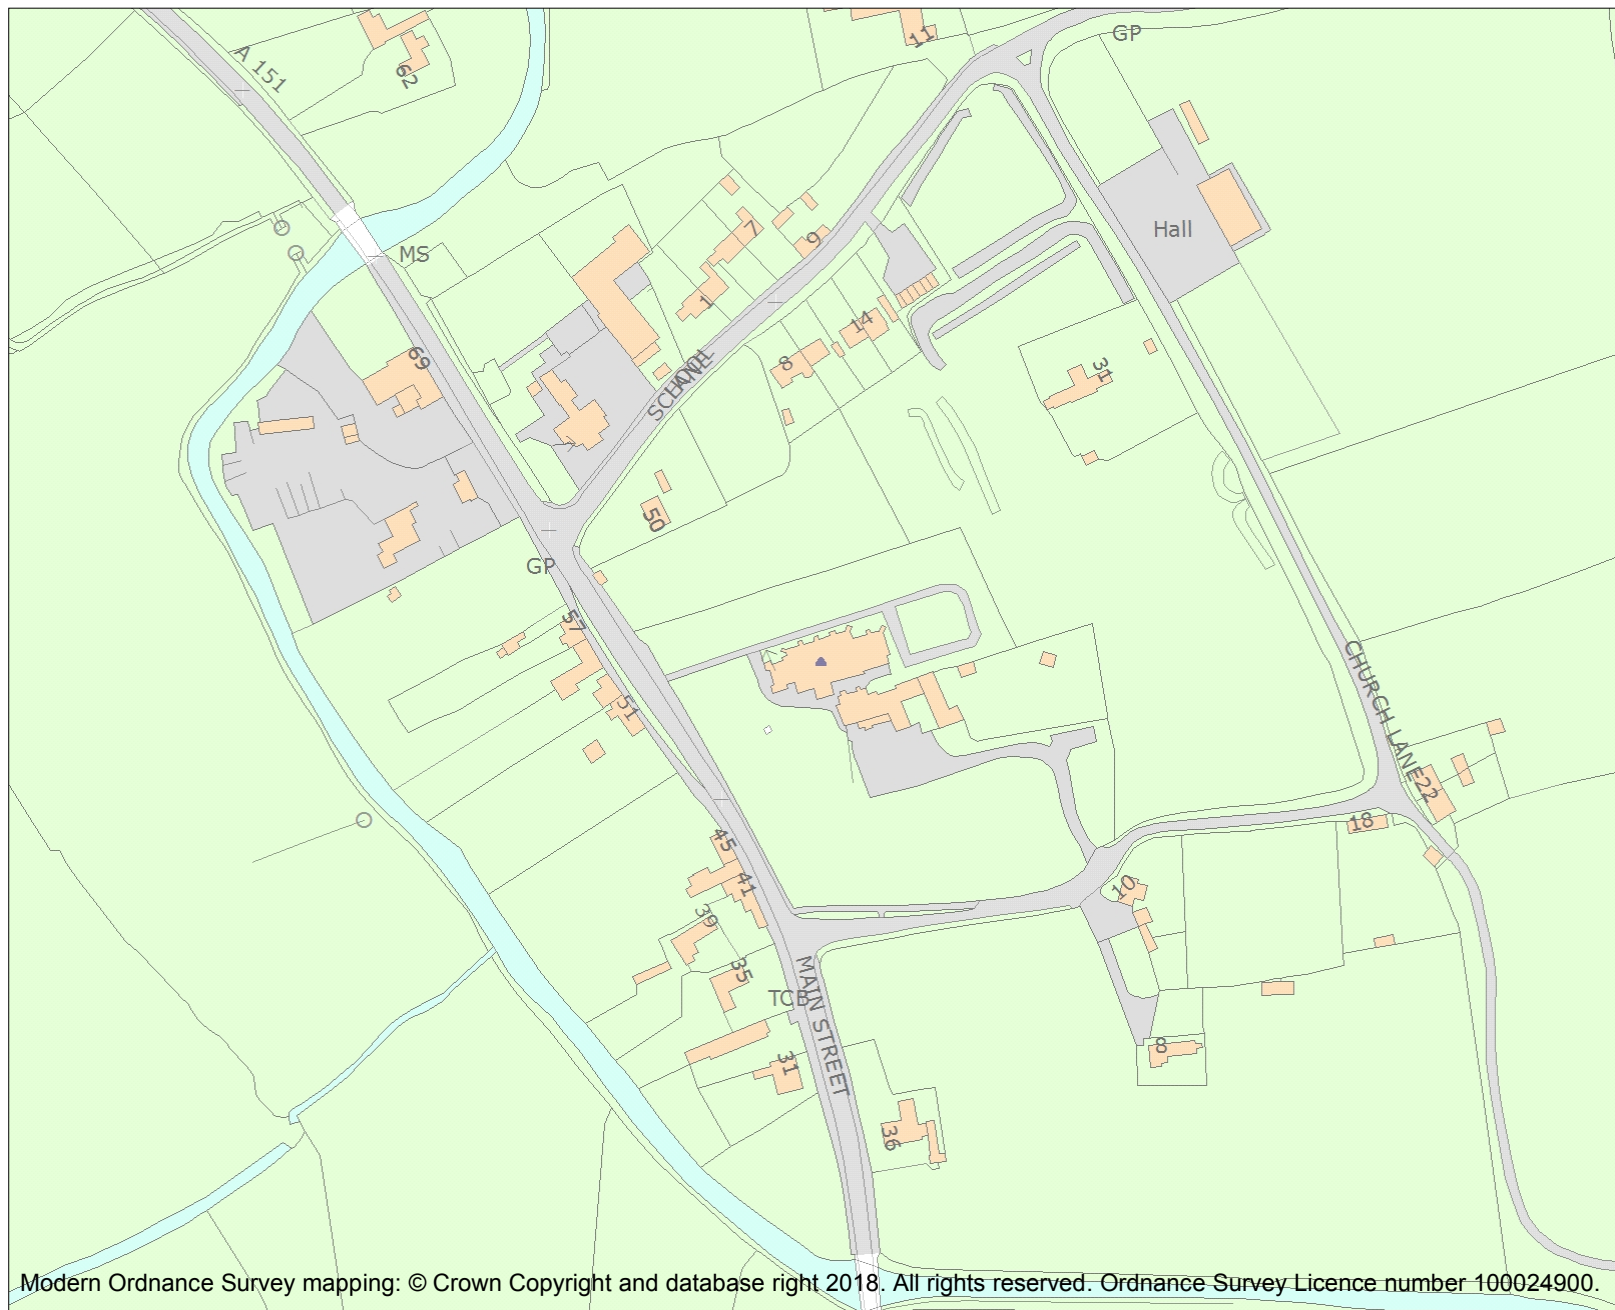 11
GP
A 151
62
Hall
7
9
MS
1
14
SCHOOL LANE
8
69
31
7
50
GP
57
51
CHURCH LANE
22
18
45
41
10
39
35
TCB
MAIN STREET
31
8
36
Modern Ordnance Survey mapping: © Crown Copyright and database right 2018. All rights reserved. Ordnance Survey Licence number 100024900.